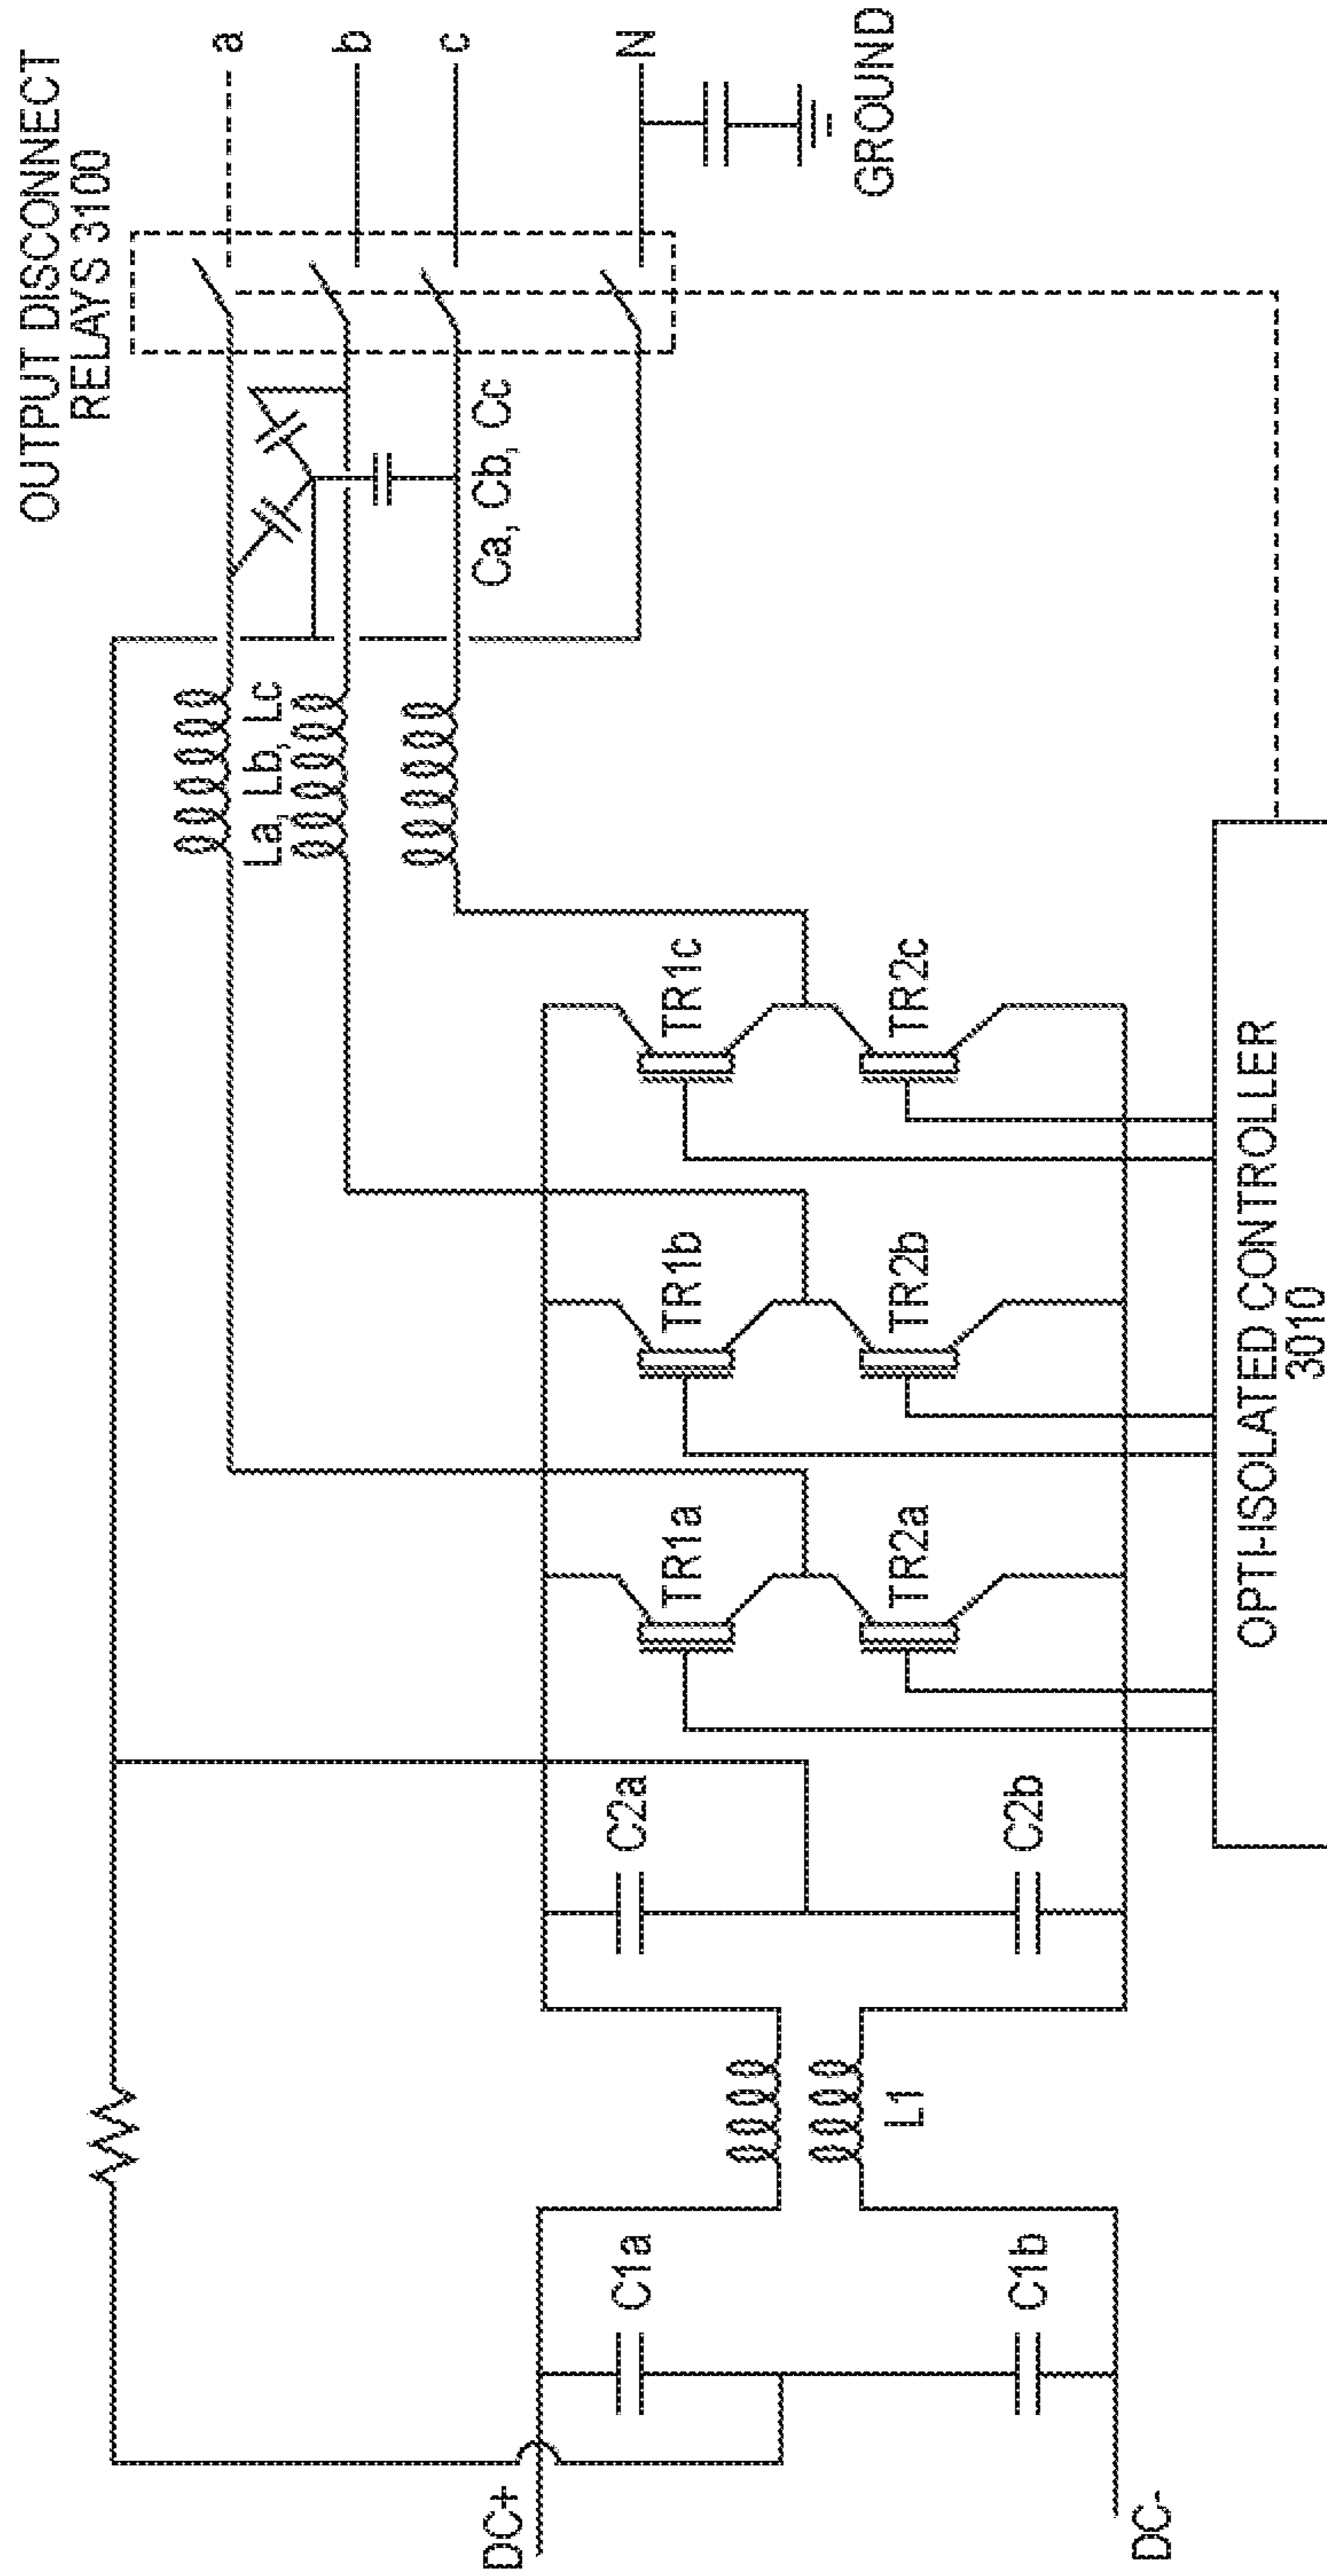 OUTPUT DISCONNECT
RELAYS 3100
a
b
c
N
GROUND
La, Lb, Lc
Ca, Cb, Cc
TR1a
TR1b
TR1c
TR2a
TR2b
TR2c
C2a
C2b
L1
C1a
C1b
DC+
DC-
OPTI-ISOLATED CONTROLLER
3010